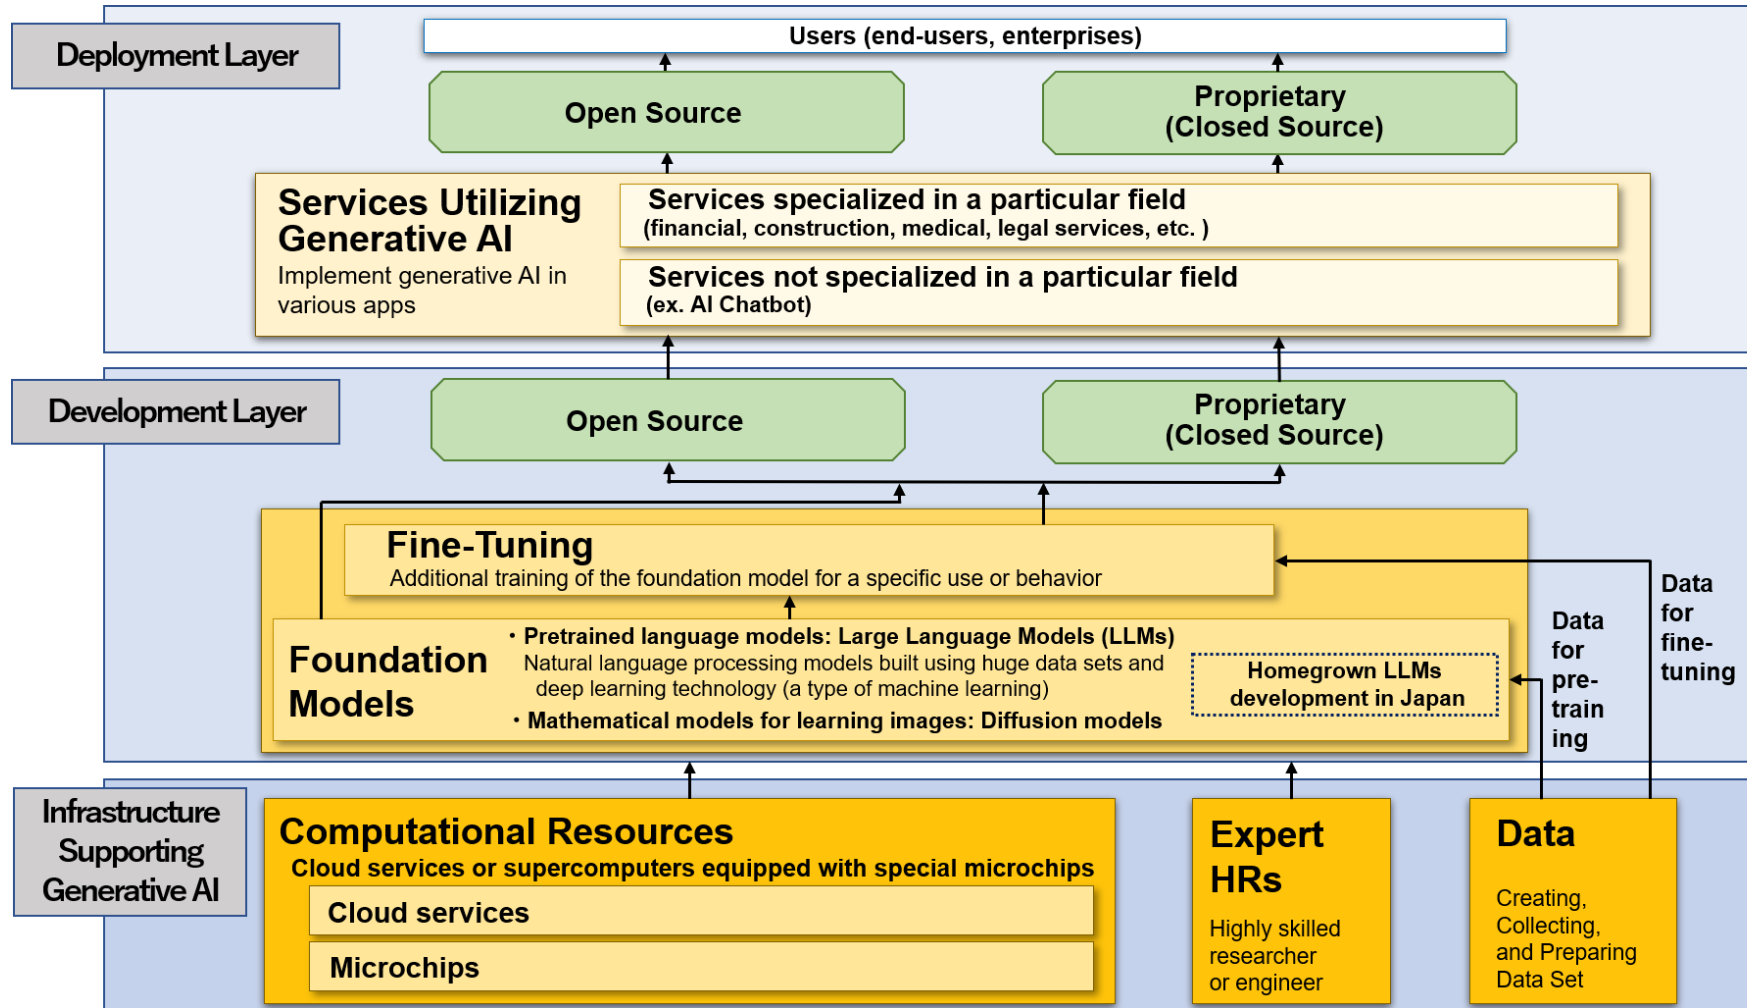 Deployment Layer
Users (end-users, enterprises)
Open Source
Proprietary
(Closed Source)
Services Utilizing
Generative AI
Implement generative AI in
various apps
Services specialized in a particular field
(financial, construction, medical, legal services, etc. )
Services not specialized in a particular field
(ex. AI Chatbot)
Development Layer
Open Source
Proprietary
(Closed Source)
Fine-Tuning
Additional training of the foundation model for a specific use or behavior
Foundation
Models
・Pretrained language models: Large Language Models (LLMs)
Natural language processing models built using huge data sets and
deep learning technology (a type of machine learning)
・Mathematical models for learning images: Diffusion models
Homegrown LLMs
development in Japan
Data
for
pre-
train
ing
Data
for
fine-
tuning
Infrastructure
Supporting
Generative AI
Computational Resources
Cloud services or supercomputers equipped with special microchips
Cloud services
Microchips
Expert
HRs
Highly skilled
researcher
or engineer
Data
Creating,
Collecting,
and Preparing
Data Set